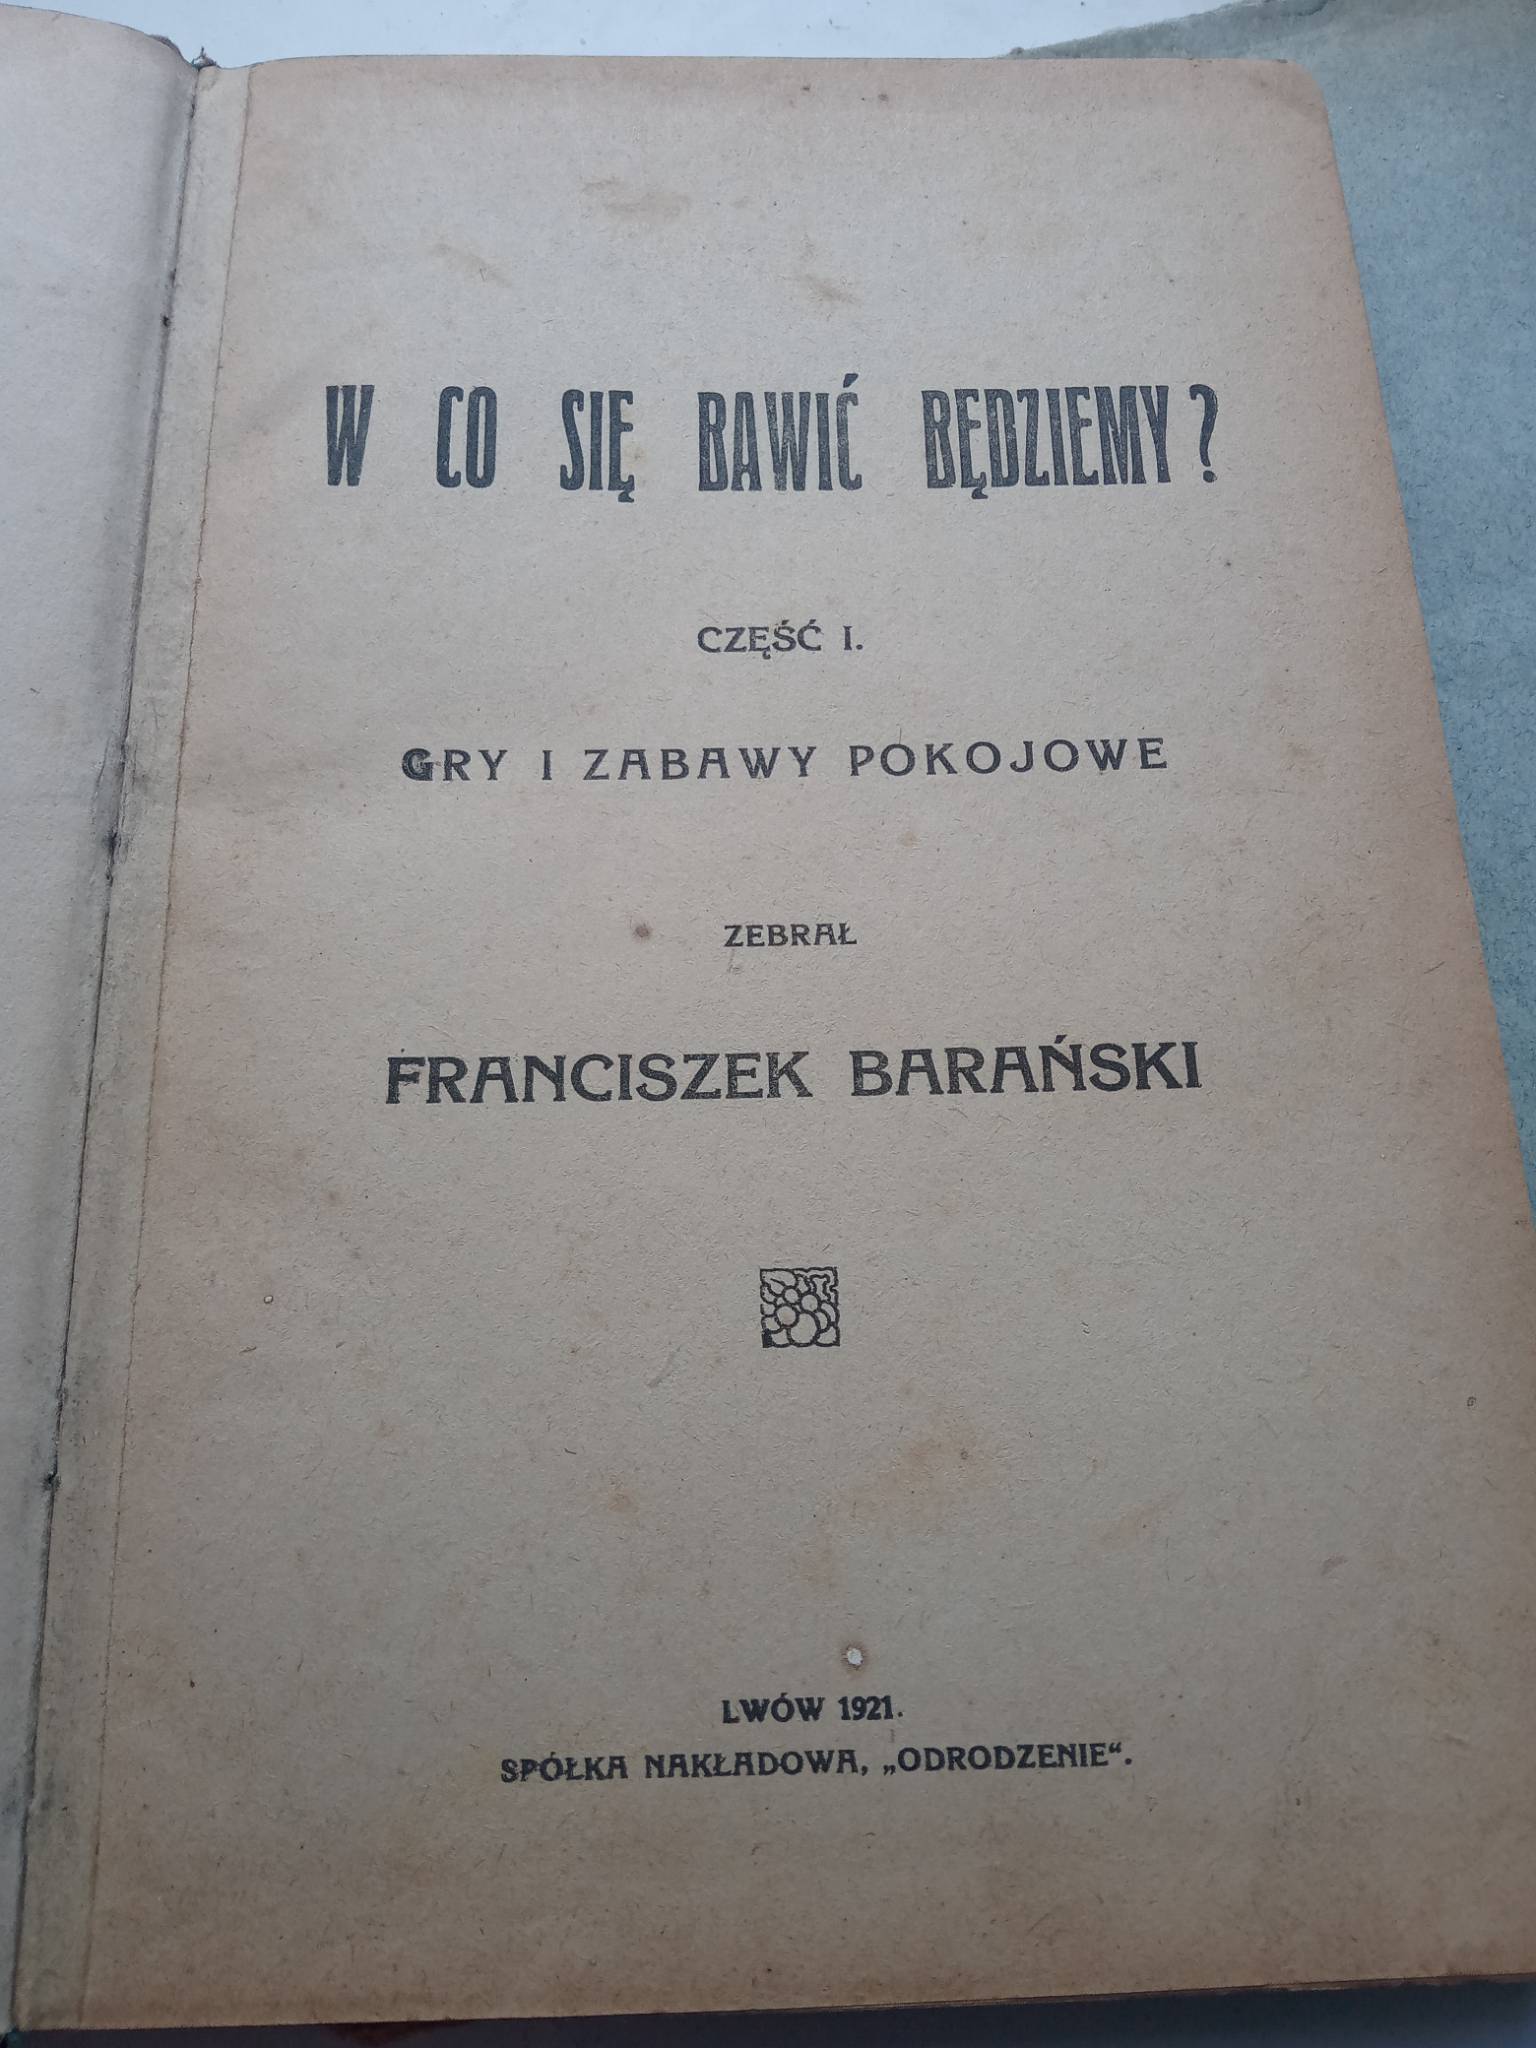 W CO SIĘ BAWIĆ BĘDZIEMY?
CZĘŚĆ I.
GRY I ZABAWY POKOJOWE
ZEBRAŁ
FRANCISZEK BARAŃSKI
LWÓW 1921.
SPÓŁKA NAKŁADOWA, „ODRODZENIE“.